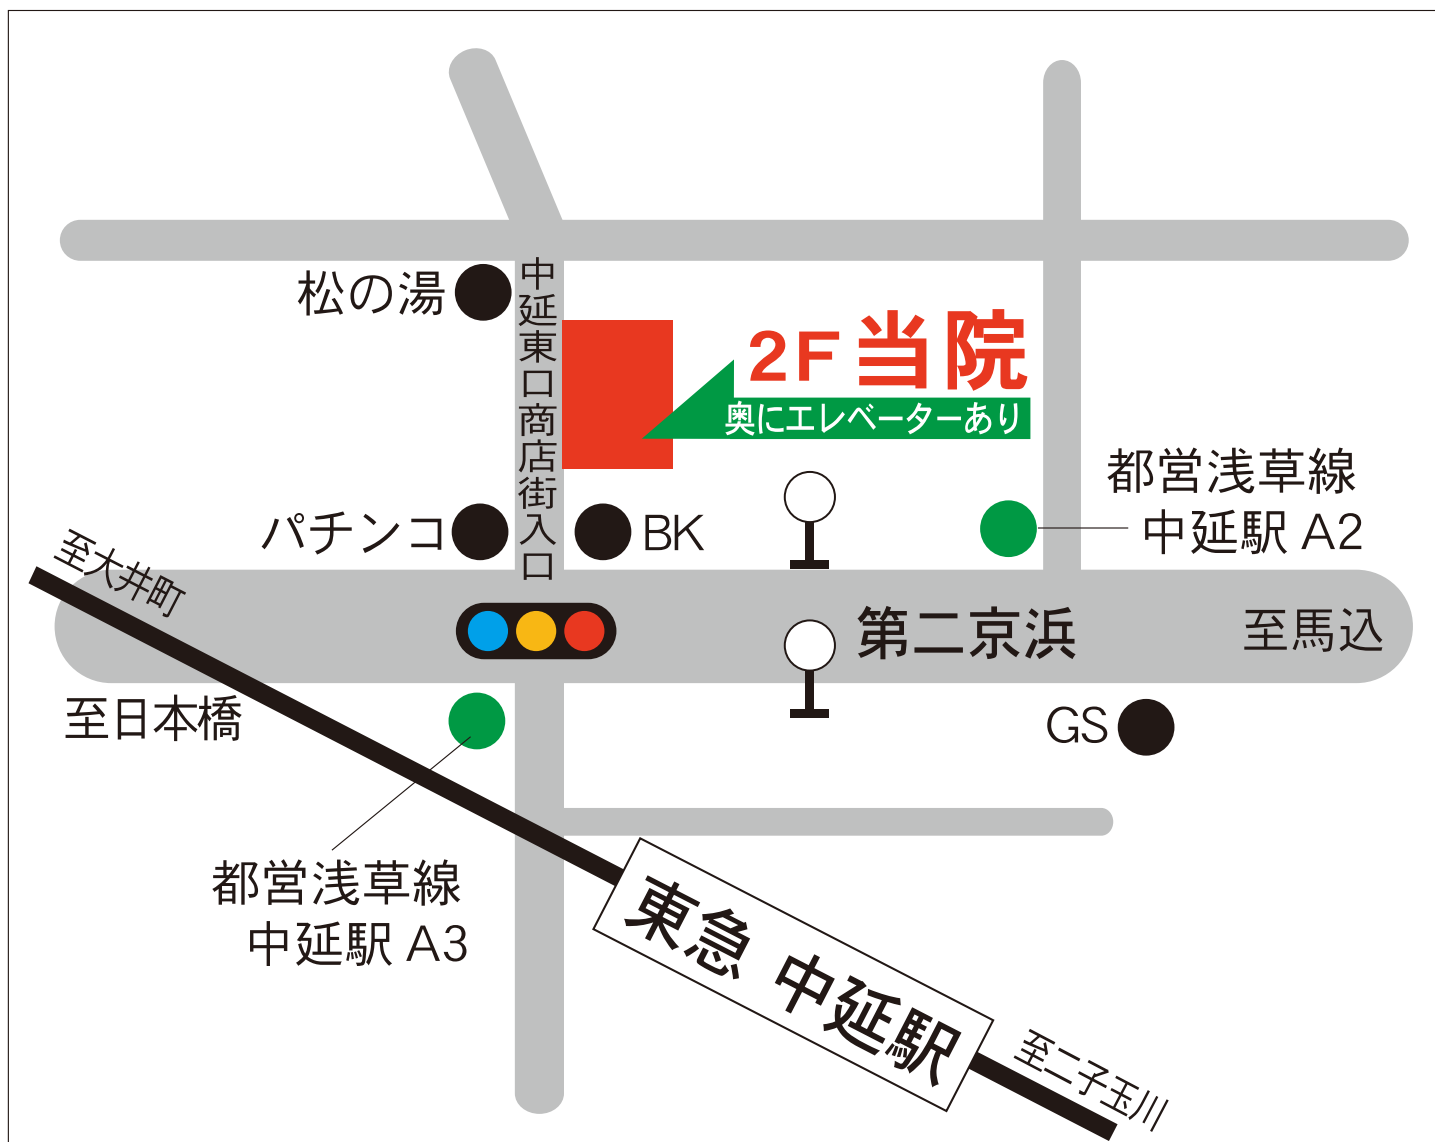 松の湯
中延東口商店街入口
2F 当院
奥にエレベーターあり
都営浅草線
中延駅 A2
パチンコ
BK
至大井町
第二京浜
至馬込
至日本橋
GS
都営浅草線
中延駅 A3
東急 中延駅
至二子玉川